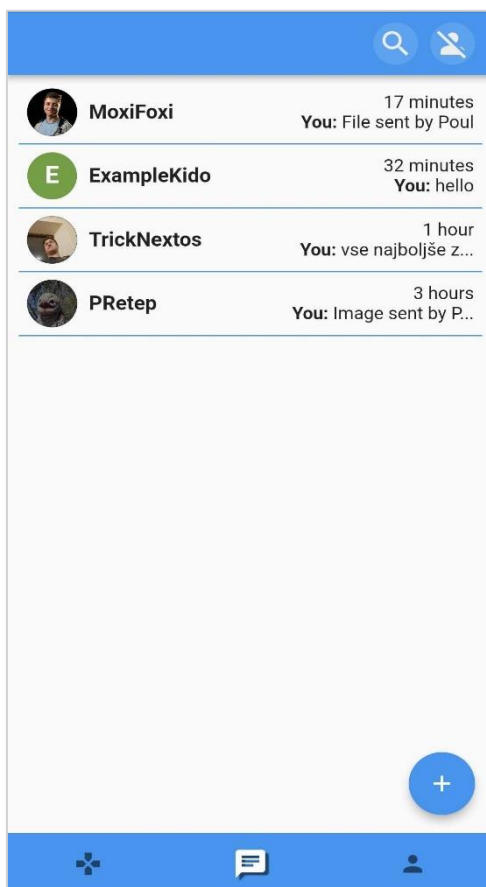 MoxiFoxi
17 minutes
You: File sent by Poul
E
ExampleKido
32 minutes
You: hello
TrickNextos
1 hour
You: vse najboljše z...
PRetep
3 hours
You: Image sent by P...
+